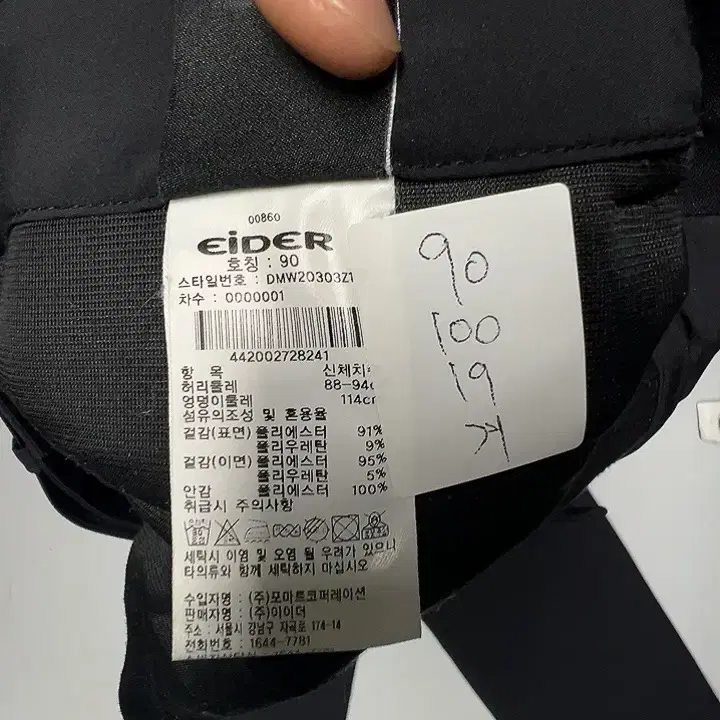 00860
EiDER
호칭 : 90
스타일번호 : DMW20303Z1
차수 : 0000001
442002728241
항 목 신체치수
허리둘레 88-94c
엉덩이둘레 114cm
섬유의조성 및 혼용율
겉감(표면) 폴리에스터 91%
폴리우레탄 9%
겉감(이면) 폴리에스터 95%
폴리우레탄 5%
안감 폴리에스터 100%
취급시 주의사항
세탁시 이염 및 오염 될 우려가 있으니
타의류와 함께 세탁하지 마십시오
수입자명 : (주)포마트코퍼레이션
판매자명 : (주)아이더
주소 : 서울시 강남구 자곡로 174-14
전화번호 : 1644-7781
90
100
19